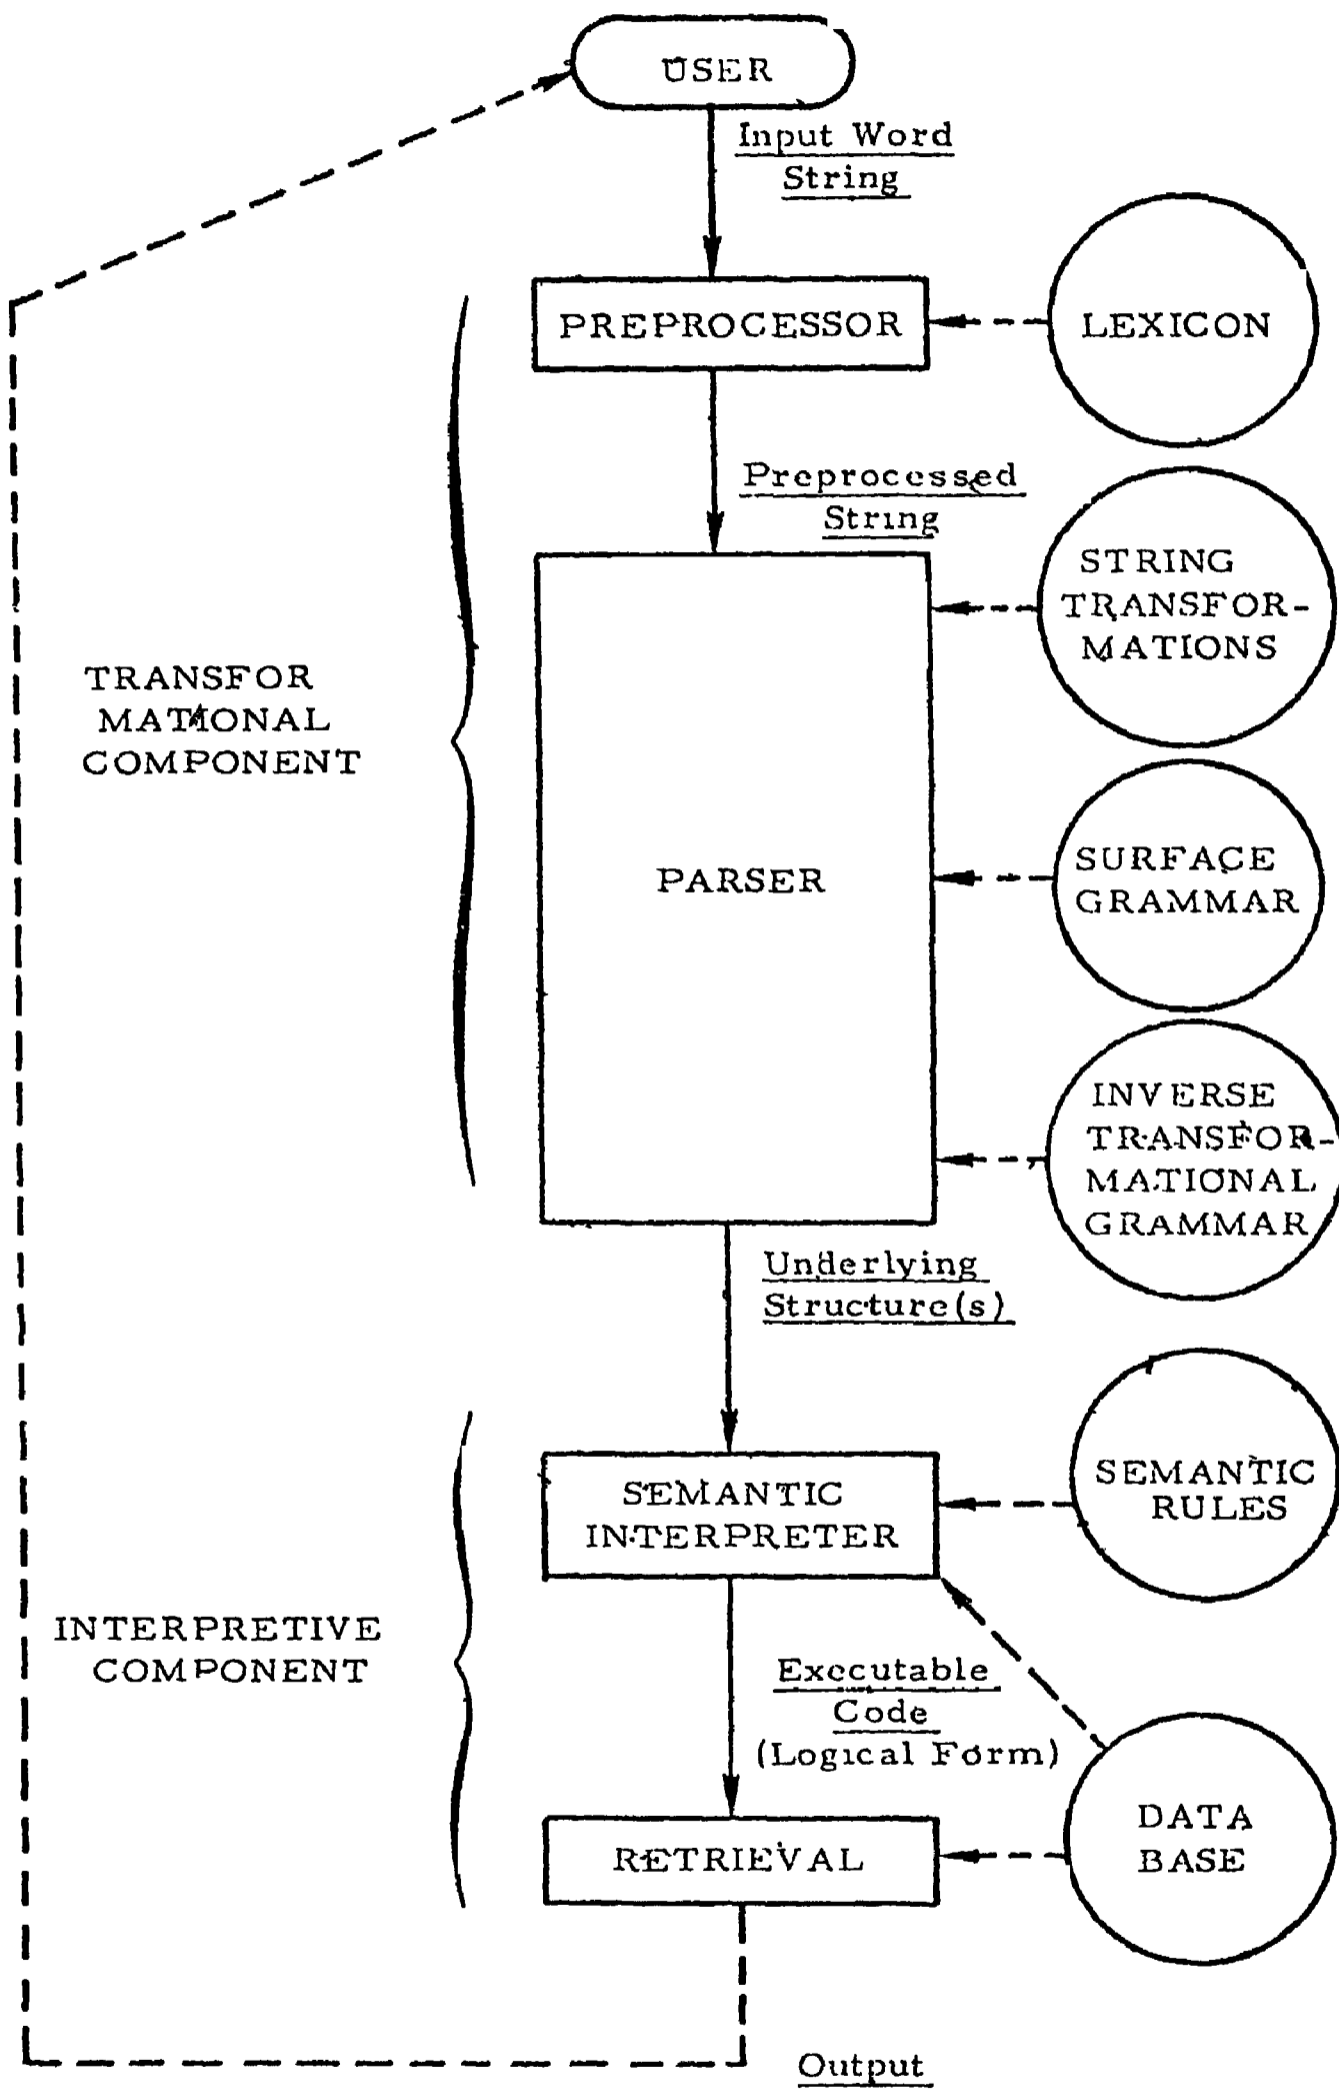 USER
Input Word
String
PREPROCESSOR
LEXICON
Preprocessed
String
STRING
TRANSFOR-
MATIONS
TRANSFOR
MATIONAL
COMPONENT
PARSER
SURFACE
GRAMMAR
INVERSE
TRANSFOR-
MATIONAL
GRAMMAR
Underlying
Structure(s)
SEMANTIC
INTERPRETER
SEMANTIC
RULES
INTERPRETIVE
COMPONENT
Executable
Code
(Logical Form)
RETRIEVAL
DATA
BASE
Output